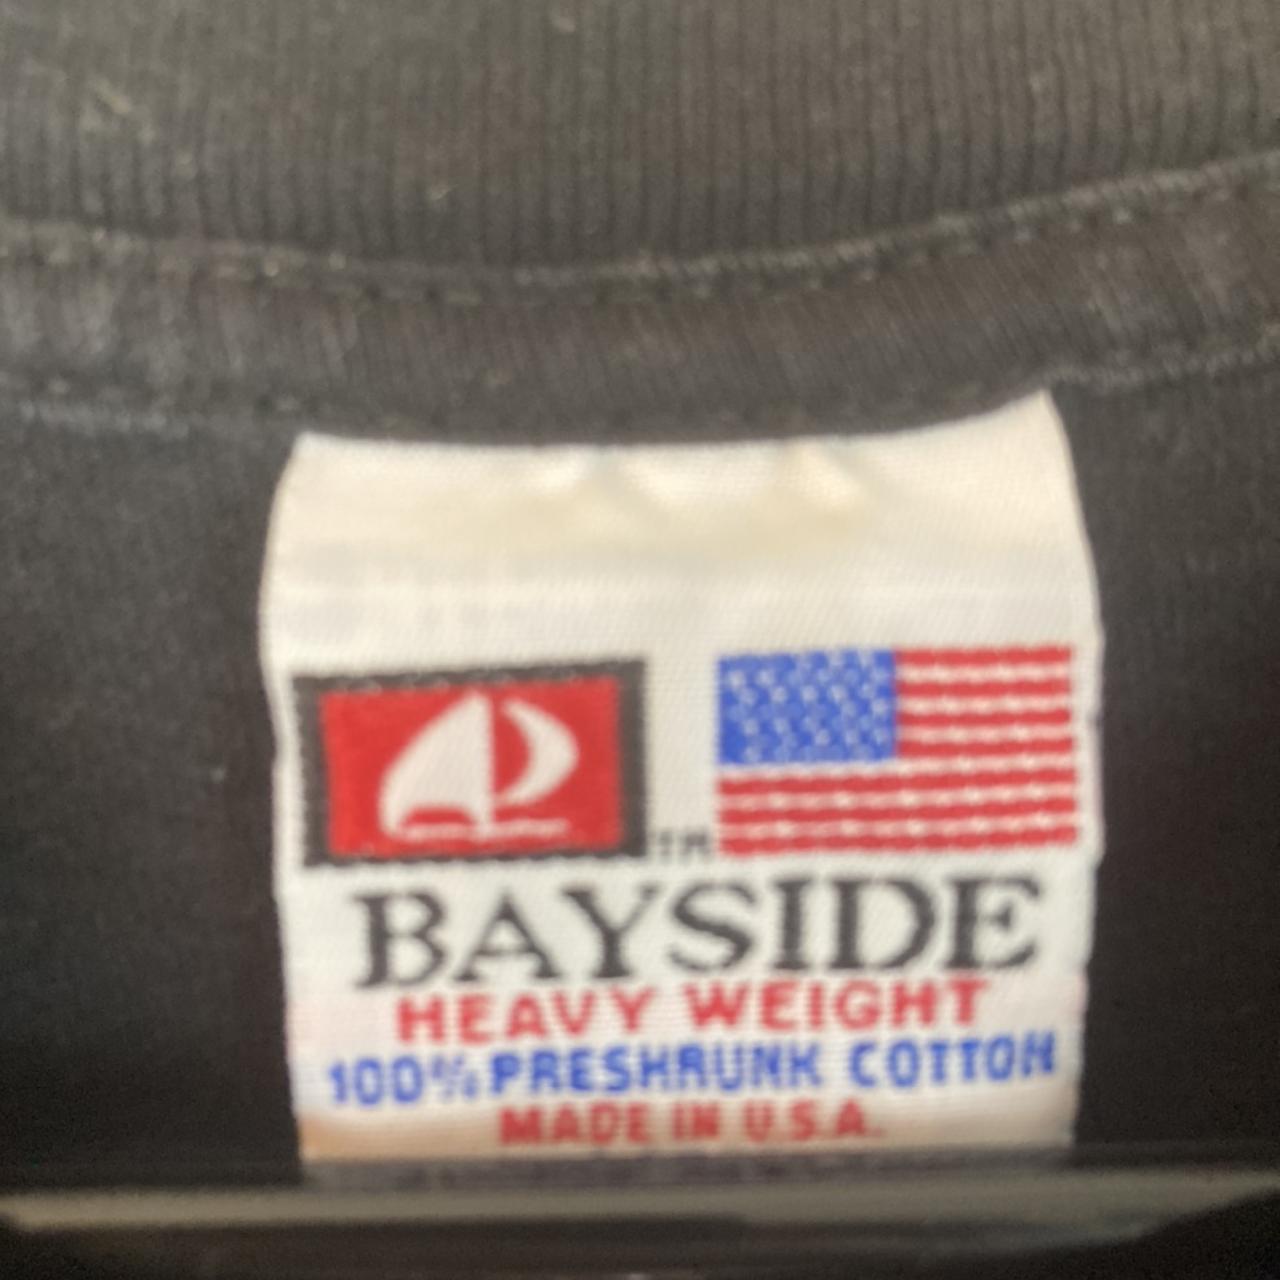 TM
BAYSIDE
HEAVY WEIGHT
100% PRESHRUNK COTTON
MADE IN U.S.A.